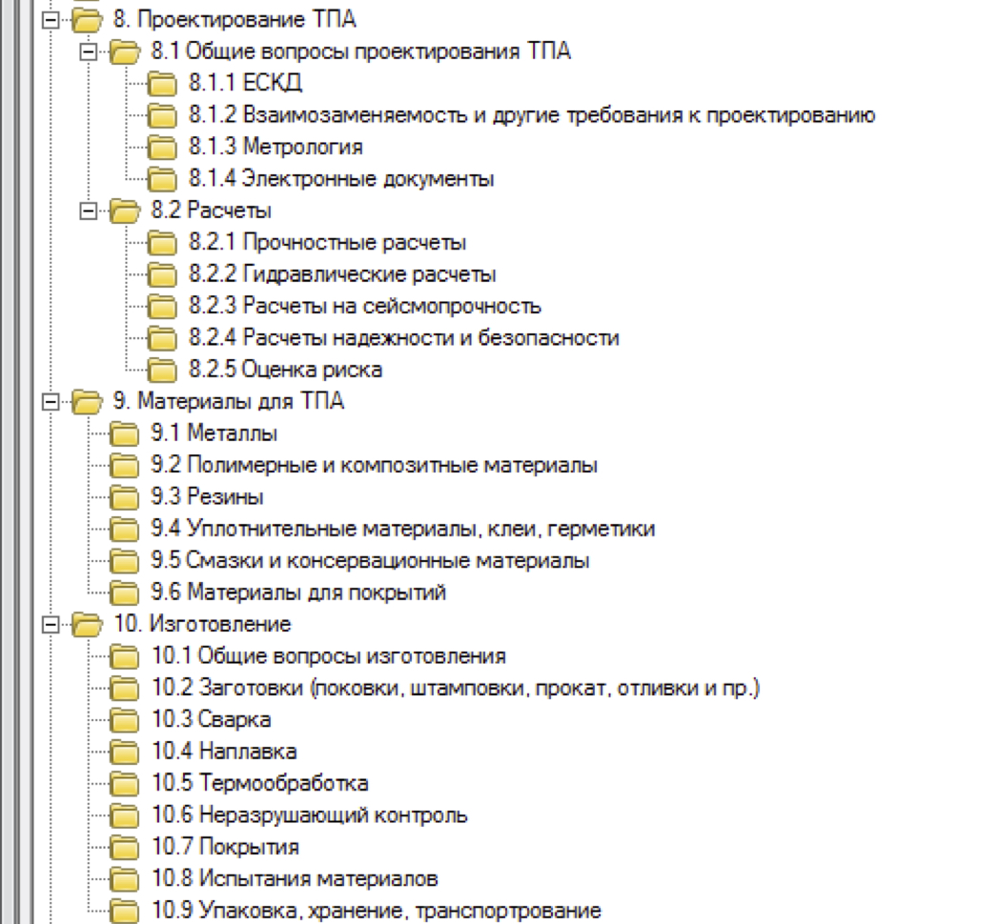 8. Проектирование ТПА
8.1 Общие вопросы проектирования ТПА
8.1.1 ЕСКД
8.1.2 Взаимозаменяемость и другие требования к проектированию
8.1.3 Метрология
8.1.4 Электронные документы
8.2 Расчеты
8.2.1 Прочностные расчеты
8.2.2 Гидравлические расчеты
8.2.3 Расчеты на сейсмопрочность
8.2.4 Расчеты надежности и безопасности
8.2.5 Оценка риска
9. Материалы для ТПА
9.1 Металлы
9.2 Полимерные и композитные материалы
9.3 Резины
9.4 Уплотнительные материалы, клеи, герметики
9.5 Смазки и консервационные материалы
9.6 Материалы для покрытий
10. Изготовление
10.1 Общие вопросы изготовления
10.2 Заготовки (поковки, штамповки, прокат, отливки и пр.)
10.3 Сварка
10.4 Наплавка
10.5 Термообработка
10.6 Неразрушающий контроль
10.7 Покрытия
10.8 Испытания материалов
10.9 Упаковка, хранение, транспортрование